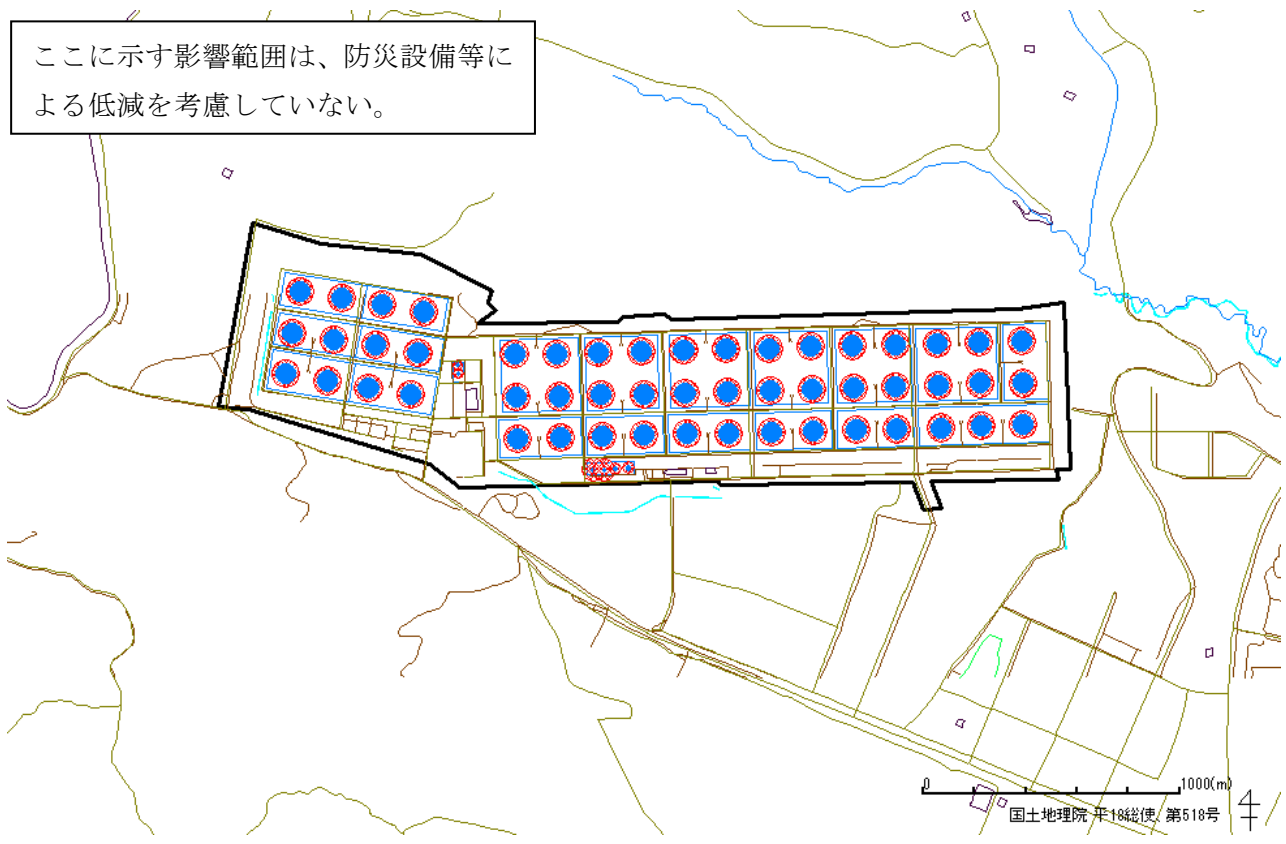 ここに示す影響範囲は、防災設備等に
よる低減を考慮していない。
0 1000(m)
国土地理院 平18総使、第518号